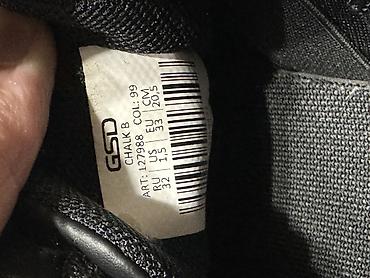 GSD
CHALK B
ART: 127988 COL: 99
RU | US | EU | CM
32 | 1,5 | 33 | 20,5